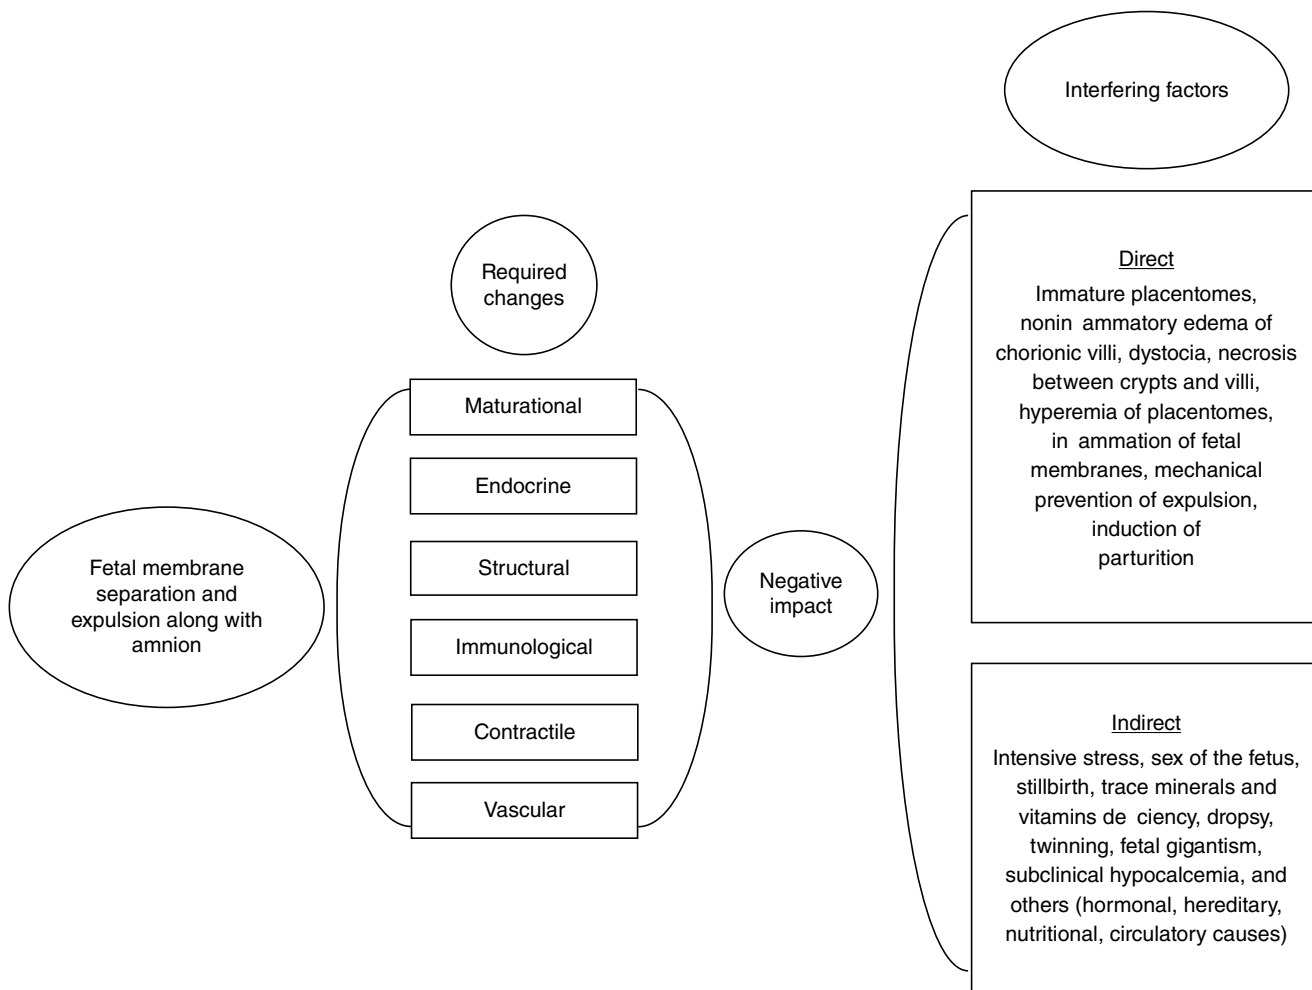 Interfering factors
Required
changes
Maturational
Endocrine
Structural
Immunological
Contractile
Vascular
Fetal membrane
separation and
expulsion along with
amnion
Negative
impact
Direct
Immature placentomes,
nonin ammatory edema of
chorionic villi, dystocia, necrosis
between crypts and villi,
hyperemia of placentomes,
in ammation of fetal
membranes, mechanical
prevention of expulsion,
induction of
parturition
Indirect
Intensive stress, sex of the fetus,
stillbirth, trace minerals and
vitamins de ciency, dropsy,
twinning, fetal gigantism,
subclinical hypocalcemia, and
others (hormonal, hereditary,
nutritional, circulatory causes)